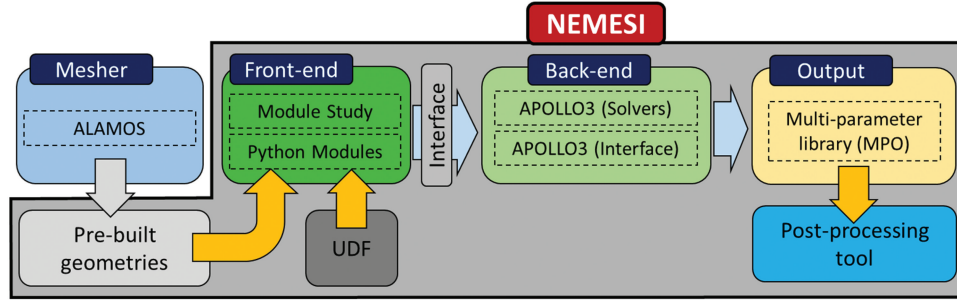 NEMESI
Mesher
ALAMOS
Front-end
Module Study
Python Modules
Interface
Back-end
APOLLO3 (Solvers)
APOLLO3 (Interface)
Output
Multi-parameter
library (MPO)
Pre-built
geometries
UDF
Post-processing
tool